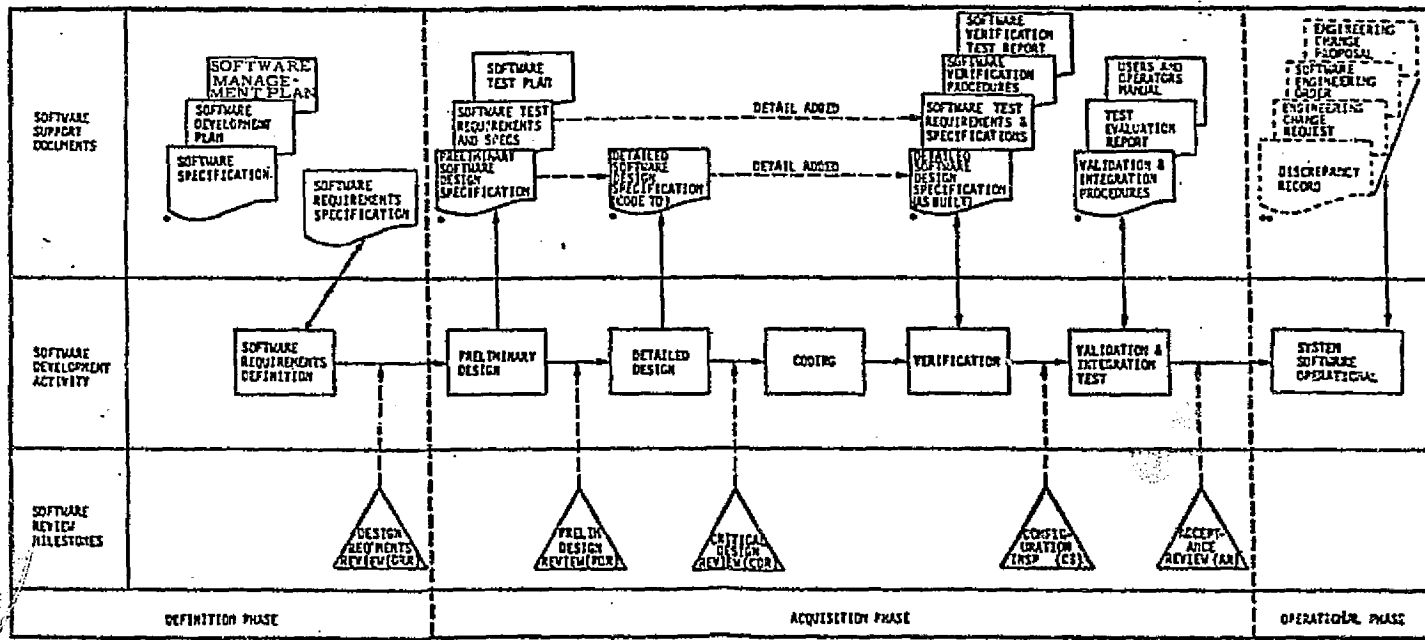 SOFTWARE
SUPPORT
DOCUMENTS
SOFTWARE
MANAGE-
MENT PLAN
SOFTWARE
DEVELOPMENT
PLAN
SOFTWARE
SPECIFICATION.
SOFTWARE
REQUIREMENTS
SPECIFICATION
SOFTWARE
TEST PLAN
SOFTWARE TEST
REQUIREMENTS
AND SPECS
PRELIMINARY
SOFTWARE
DESIGN
SPECIFICATION
DETAILED
SOFTWARE
DESIGN
SPECIFICATION
(CODE TO)
DETAIL ADDED
DETAIL ADDED
SOFTWARE
VERIFICATION
TEST REPORT
SOFTWARE
VERIFICATION
PROCEDURES
SOFTWARE TEST
REQUIREMENTS &
SPECIFICATIONS
DETAILED
SOFTWARE
DESIGN
SPECIFICATION
(AS BUILT)
USERS AND
OPERATORS
MANUAL
TEST
EVALUATION
REPORT
VALIDATION &
INTEGRATION
PROCEDURES
ENGINEERING
CHANGE
PROPOSAL
SOFTWARE
ENGINEERING
ORDER
ENGINEERING
CHANGE
REQUEST
DISCREPANCY
RECORD
SOFTWARE
DEVELOPMENT
ACTIVITY
SOFTWARE
REQUIREMENTS
DEFINITION
PRELIMINARY
DESIGN
DETAILED
DESIGN
CODING
VERIFICATION
VALIDATION &
INTEGRATION
TEST
SYSTEM
SOFTWARE
OPERATIONAL
SOFTWARE
REVIEW
MILESTONES
DESIGN
REQMENTS
REVIEW (DRR)
PRELIM
DESIGN
REVIEW (PDR)
CRITICAL
DESIGN
REVIEW (CDR)
CONFIG-
URATION
INSP (CI)
ACCEPT-
ANCE
REVIEW (AR)
DEFINITION PHASE
ACQUISITION PHASE
OPERATIONAL PHASE